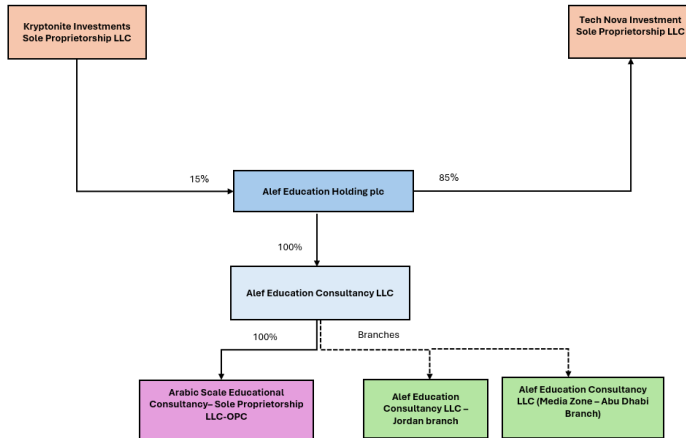 Kryptonite Investments
Sole Proprietorship LLC
Tech Nova Investment
Sole Proprietorship LLC
15%
85%
Alef Education Holding plc
100%
Alef Education Consultancy LLC
100%
Branches
Arabic Scale Educational
Consultancy– Sole Proprietorship
LLC-OPC
Alef Education
Consultancy LLC –
Jordan branch
Alef Education Consultancy
LLC (Media Zone – Abu Dhabi
Branch)